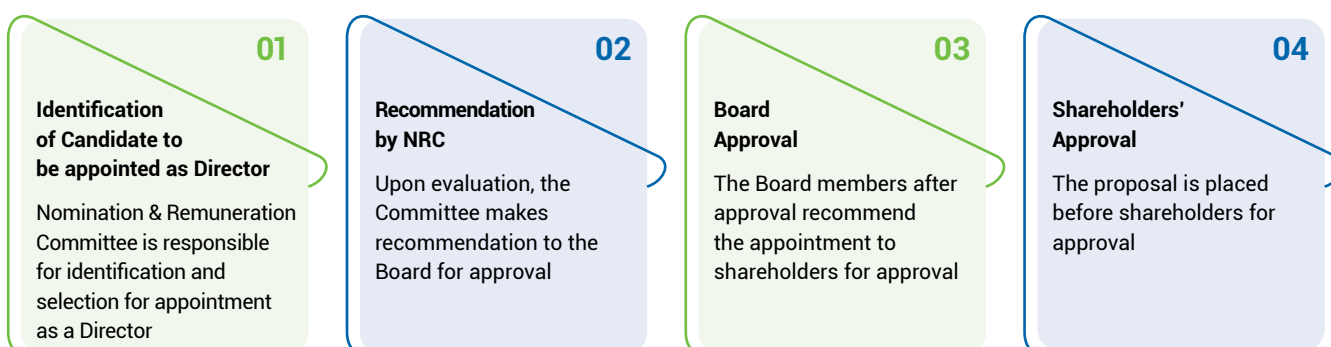 01
Identification
of Candidate to
be appointed as Director
Nomination & Remuneration
Committee is responsible
for identification and
selection for appointment
as a Director
02
Recommendation
by NRC
Upon evaluation, the
Committee makes
recommendation to the
Board for approval
03
Board
Approval
The Board members after
approval recommend
the appointment to
shareholders for approval
04
Shareholders'
Approval
The proposal is placed
before shareholders for
approval